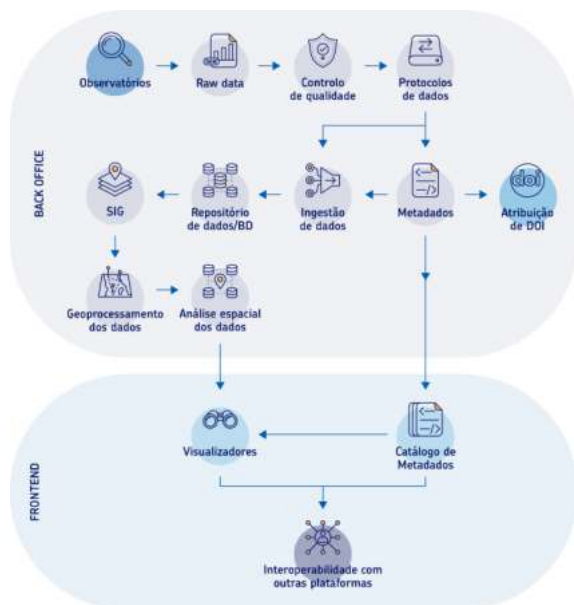 BACK OFFICE
Observatórios
Raw data
Controlo
de qualidade
Protocolos
de dados
SIG
Repositório
de dados/BD
Ingestão
de dados
Metadados
doi
Atribuição
de DOI
Geoprocessamento
dos dados
Análise espacial
dos dados
FRONTEND
Visualizadores
Catálogo de
Metadados
Interoperabilidade com
outras plataformas